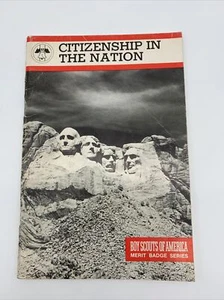 CITIZENSHIP IN
THE NATION
BOY SCOUTS OF AMERICA
MERIT BADGE SERIES